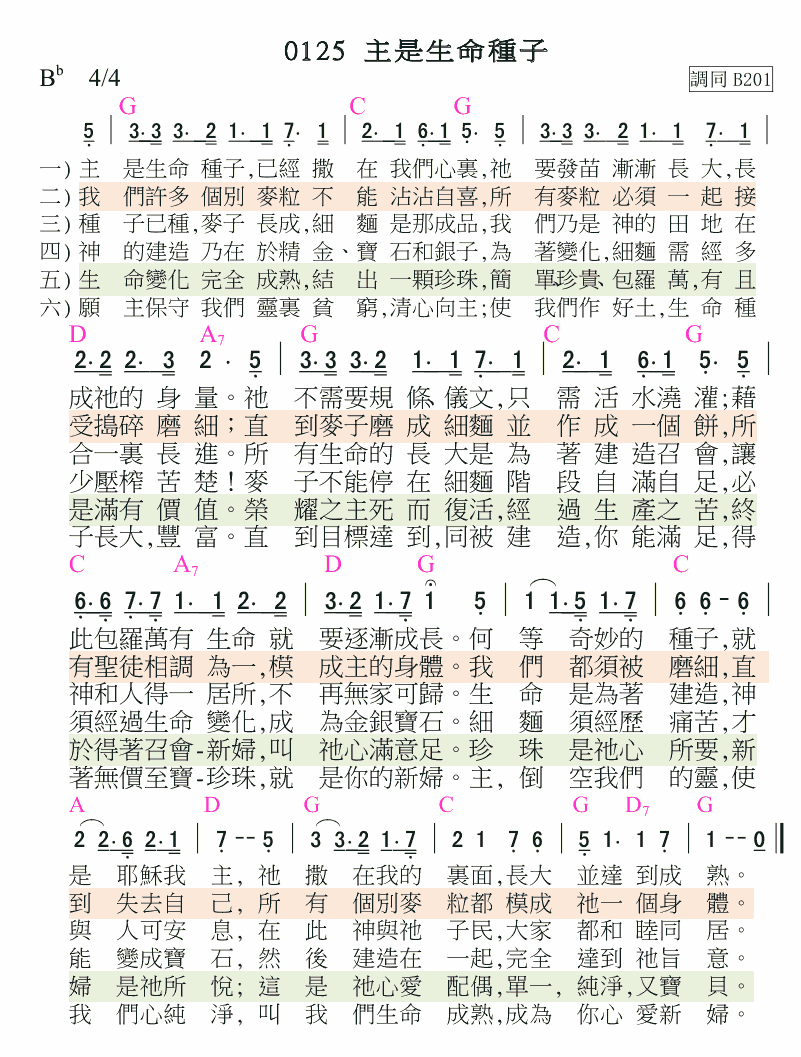 0125 主是生命種子
Bb 4/4 調同 B201
G C G
5 | 3·3 3· 2 1· 1 7· 1 | 2· 1 6·1 5· 5 | 3·3 3· 2 1· 1 7· 1 |
一) 主 是生命 種子,已經 撒 在 我們心裏,祂 要發苗 漸漸 長 大,長
二) 我 們許多 個別 麥粒 不 能 沾沾自喜,所 有麥粒 必須 一 起 接
三) 種 子已種,麥子 長成,細 麵 是那成品,我 們乃是 神的 田 地 在
四) 神 的建造 乃在 於精 金、寶 石和銀子,為 著變化,細麵 需 經 多
五) 生 命變化 完全 成熟,結 出 一顆珍珠,簡 單、珍貴、包羅 萬,有 且
六) 願 主保守 我們 靈裏 貧 窮,清心向主;使 我們作 好土,生 命 種
D A7 G C G
2·2 2· 3 2 · 5 | 3·3 3·2 1· 1 7· 1 | 2· 1 6·1 5· 5 |
成祂的 身 量。祂 不需要規 條、儀文,只 需 活 水澆 灌;藉
受搗碎 磨 細；直 到麥子磨 成 細麵 並 作 成 一個 餅,所
合一裏 長 進。所 有生命的 長 大是 為 著 建 造召 會,讓
少壓榨 苦 楚！麥 子不能停 在 細麵 階 段 自 滿自 足,必
是滿有 價 值。榮 耀之主死 而 復活,經 過 生 產之 苦,終
子長大,豐 富。直 到目標達 到,同被 建 造,你 能滿 足,得
C A7 D G C
6·6 7·7 1· 1 2· 2 | 3·2 1·7 1 5 | 1 1·5 1·7 | 6 6 - 6 |
此包羅萬有 生命 就 要逐漸成長。何 等 奇妙的 種子,就
有聖徒相調 為一,模 成主的身體。我 們 都須被 磨細,直
神和人得一 居所,不 再無家可歸。生 命 是為著 建造,神
須經過生命 變化,成 為金銀寶石。細 麵 須經歷 痛苦,才
於得著召會-新婦,叫 祂心滿意足。珍 珠 是祂心 所要,新
著無價至寶-珍珠,就 是你的新婦。主, 倒 空我們 的靈,使
A D G C G D7 G
2 2·6 2·1 | 7 -- 5 | 3 3·2 1·7 | 2 1 7 6 | 5 1· 1 7 | 1 -- 0 ‖
是 耶穌我 主, 祂 撒 在我的 裏面,長大 並達 到成 熟。
到 失去自 己, 所 有 個別麥 粒都 模成 祂一 個身 體。
與 人可安 息, 在 此 神與祂 子民,大家 都和 睦同 居。
能 變成寶 石, 然 後 建造在 一起,完全 達到 祂旨 意。
婦 是祂所 悅; 這 是 祂心愛 配偶,單一, 純淨,又寶 貝。
我 們心純 淨, 叫 我 們生命 成熟,成為 你心 愛新 婦。